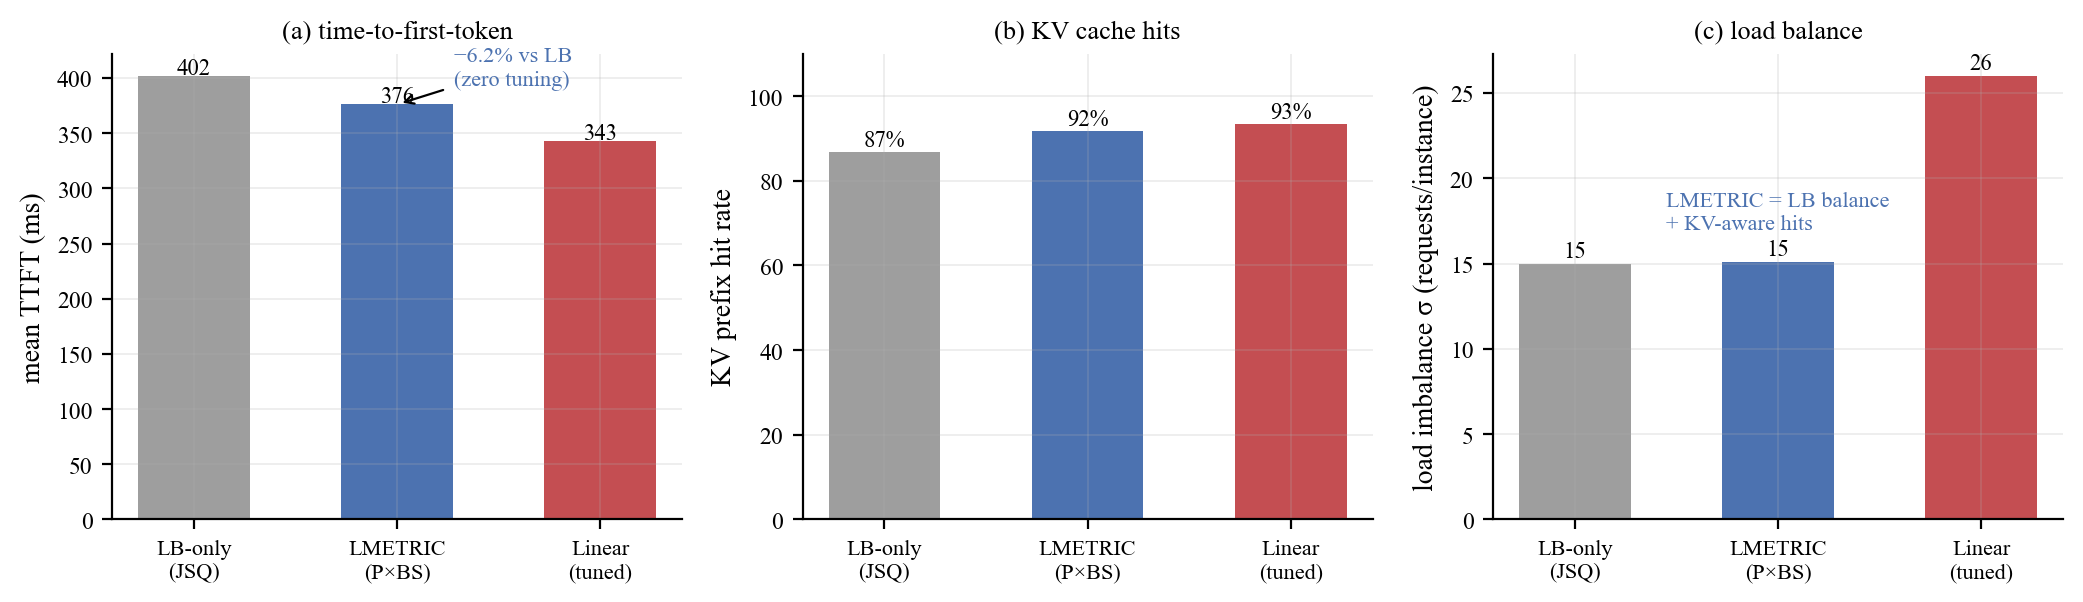 (a) time-to-first-token
−6.2% vs LB
(zero tuning)
mean TTFT (ms)
400
350
300
250
200
150
100
50
0
402
376
343
LB-only
(JSQ)
LMETRIC
(P×BS)
Linear
(tuned)
(b) KV cache hits
KV prefix hit rate
100
80
60
40
20
0
87%
92%
93%
LB-only
(JSQ)
LMETRIC
(P×BS)
Linear
(tuned)
(c) load balance
load imbalance σ (requests/instance)
25
20
15
10
5
0
26
LMETRIC = LB balance
+ KV-aware hits
15
15
LB-only
(JSQ)
LMETRIC
(P×BS)
Linear
(tuned)